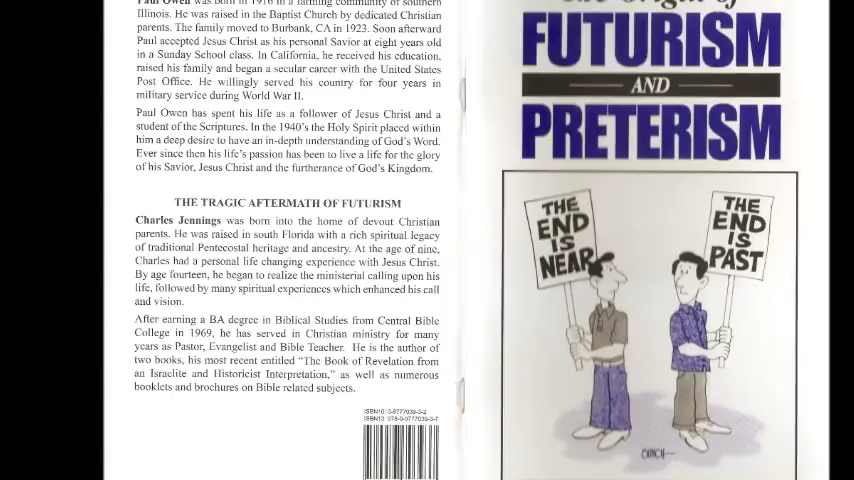 Paul Owen was born in 1916 in a farming community of southern
Illinois. He was raised in the Baptist Church by dedicated Christian
parents. The family moved to Burbank, CA in 1923. Soon afterward
Paul accepted Jesus Christ as his personal Savior at eight years old
in a Sunday School class. In California, he received his education,
raised his family and began a secular career with the United States
Post Office. He willingly served his country for four years in
military service during World War II.
Paul Owen has spent his life as a follower of Jesus Christ and a
student of the Scriptures. In the 1940's the Holy Spirit placed within
him a deep desire to have an in-depth understanding of God's Word.
Ever since then his life's passion has been to live a life for the glory
of his Savior, Jesus Christ and the furtherance of God's Kingdom.
THE TRAGIC AFTERMATH OF FUTURISM
Charles Jennings was born into the home of devout Christian
parents. He was raised in south Florida with a rich spiritual legacy
of traditional Pentecostal heritage and ancestry. At the age of nine,
Charles had a personal life changing experience with Jesus Christ.
By age fourteen, he began to realize the ministerial calling upon his
life, followed by many spiritual experiences which enhanced his call
and vision.
After earning a BA degree in Biblical Studies from Central Bible
College in 1969, he has served in Christian ministry for many
years as Pastor, Evangelist and Bible Teacher. He is the author of
two books, his most recent entitled “The Book of Revelation from
an Israelite and Historicist Interpretation,” as well as numerous
booklets and brochures on Bible related subjects.
ISBN10: 0-9777039-3-2
ISBN13: 978-0-9777039-3-7
The Origin of
FUTURISM
AND
PRETERISM
THE
END
IS
NEAR
THE
END
IS
PAST